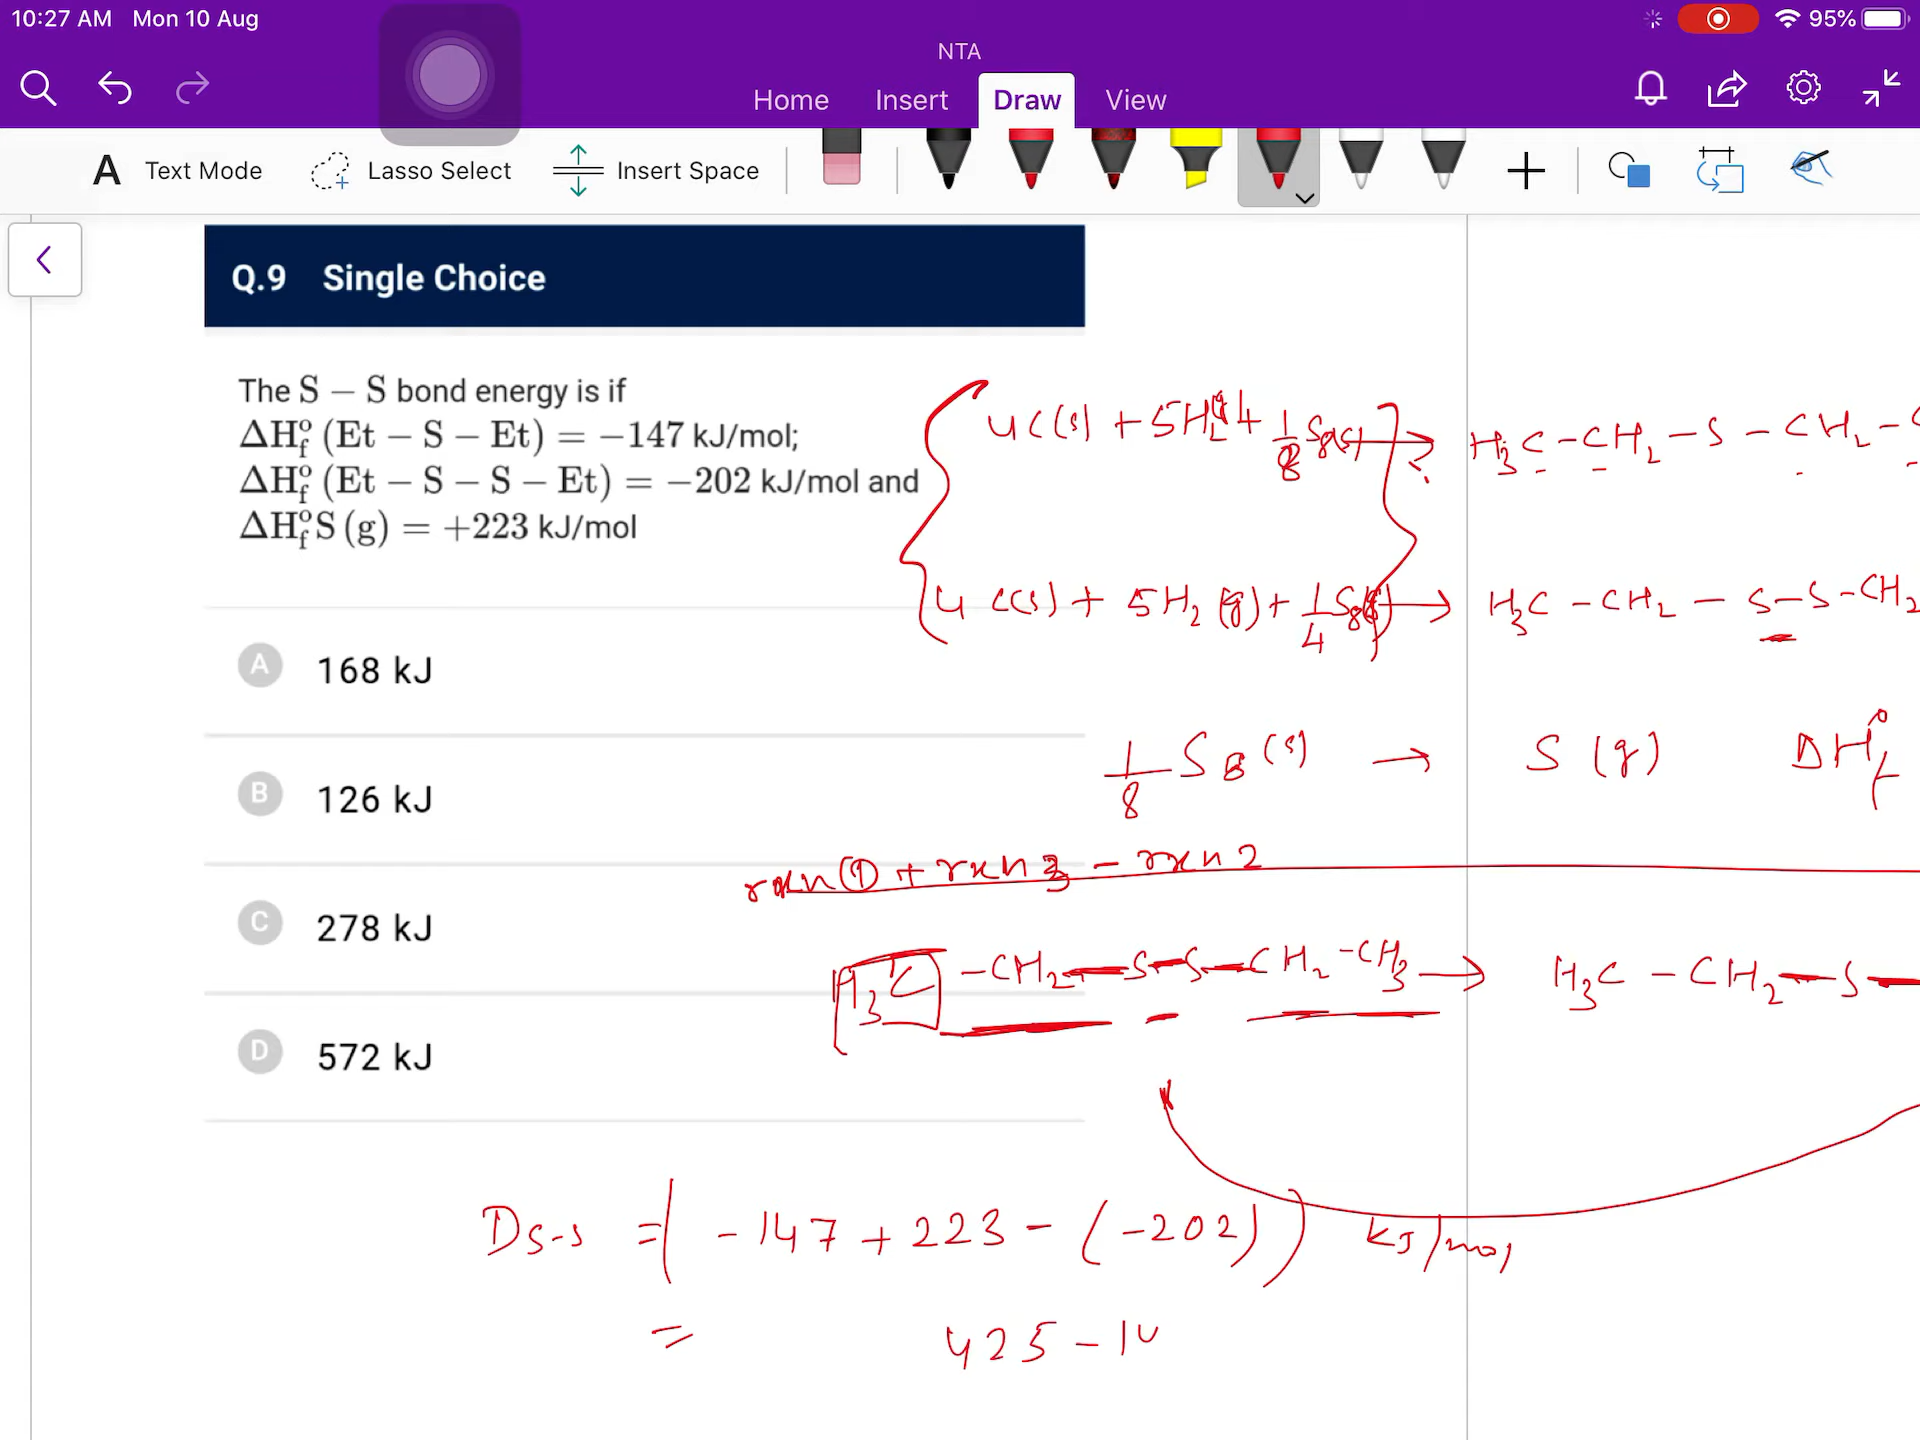 10:27 AM Mon 10 Aug
95%
NTA
Home Insert Draw View
A Text Mode Lasso Select Insert Space
Q.9 Single Choice
The S − S bond energy is if
ΔH°f (Et − S − Et) = −147 kJ/mol;
ΔH°f (Et − S − S − Et) = −202 kJ/mol and
ΔH°f S (g) = +223 kJ/mol
A 168 kJ
B 126 kJ
C 278 kJ
D 572 kJ
4C(s) + 5H2(g) + 1/8 S8(s) → H3C - CH2 - S - CH2 -
4C(s) + 5H2(g) + 1/4 S8(s) → H3C - CH2 - S - S - CH2
1/8 S8(s) → S(g) ΔH°f
rxn ① + rxn 3 - rxn 2
H3C - CH2 - S - S - CH2 - CH3 → H3C - CH2 - S -
DS-S = ( -147 + 223 - (-202) ) kJ/mol
= 425 - 14